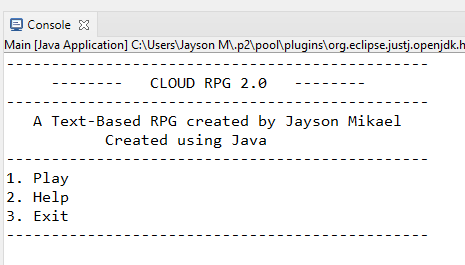 Console
Main [Java Application] C:\Users\Jayson M\.p2\pool\plugins\org.eclipse.justj.openjdk.h
-----------------------------------------------
-------- CLOUD RPG 2.0 --------
-----------------------------------------------
A Text-Based RPG created by Jayson Mikael
Created using Java
-----------------------------------------------
1. Play
2. Help
3. Exit
-----------------------------------------------